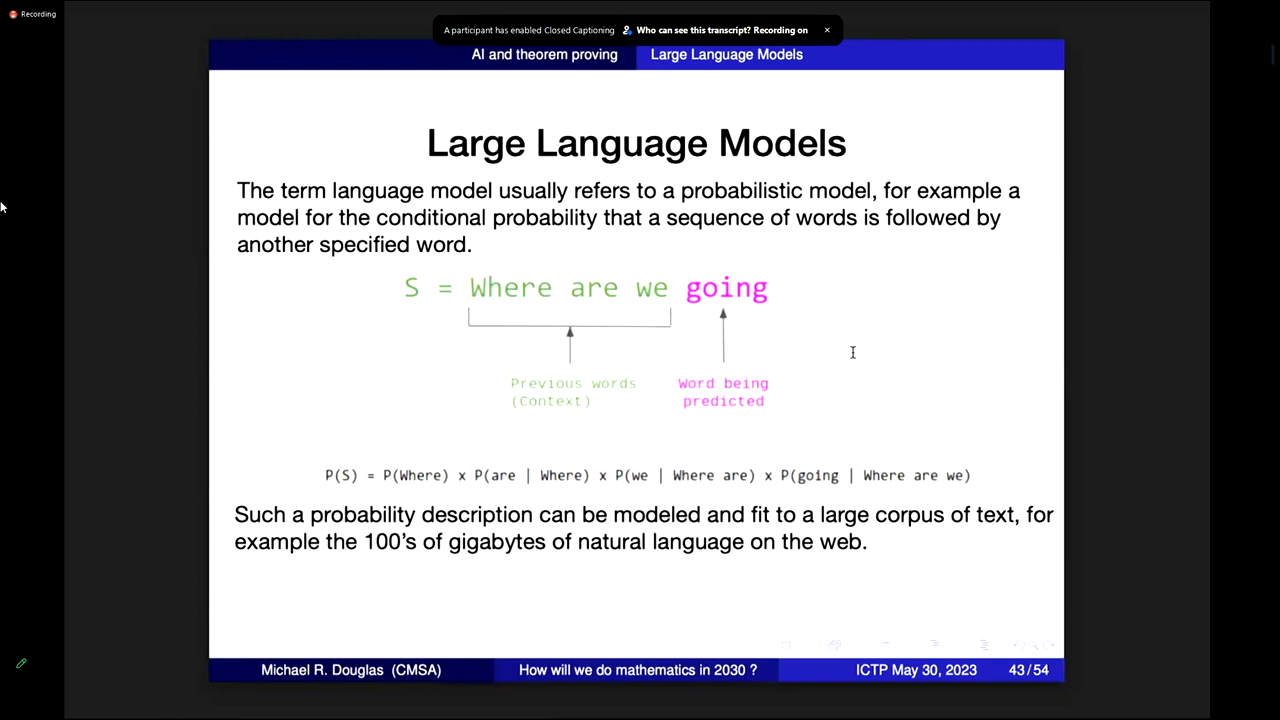 Recording
A participant has enabled Closed Captioning Who can see this transcript? Recording on ×
AI and theorem proving Large Language Models
Large Language Models
The term language model usually refers to a probabilistic model, for example a
model for the conditional probability that a sequence of words is followed by
another specified word.
S = Where are we going
Previous words Word being
(Context) predicted
P(S) = P(Where) x P(are | Where) x P(we | Where are) x P(going | Where are we)
Such a probability description can be modeled and fit to a large corpus of text, for
example the 100's of gigabytes of natural language on the web.
Michael R. Douglas (CMSA) How will we do mathematics in 2030 ? ICTP May 30, 2023 43/54